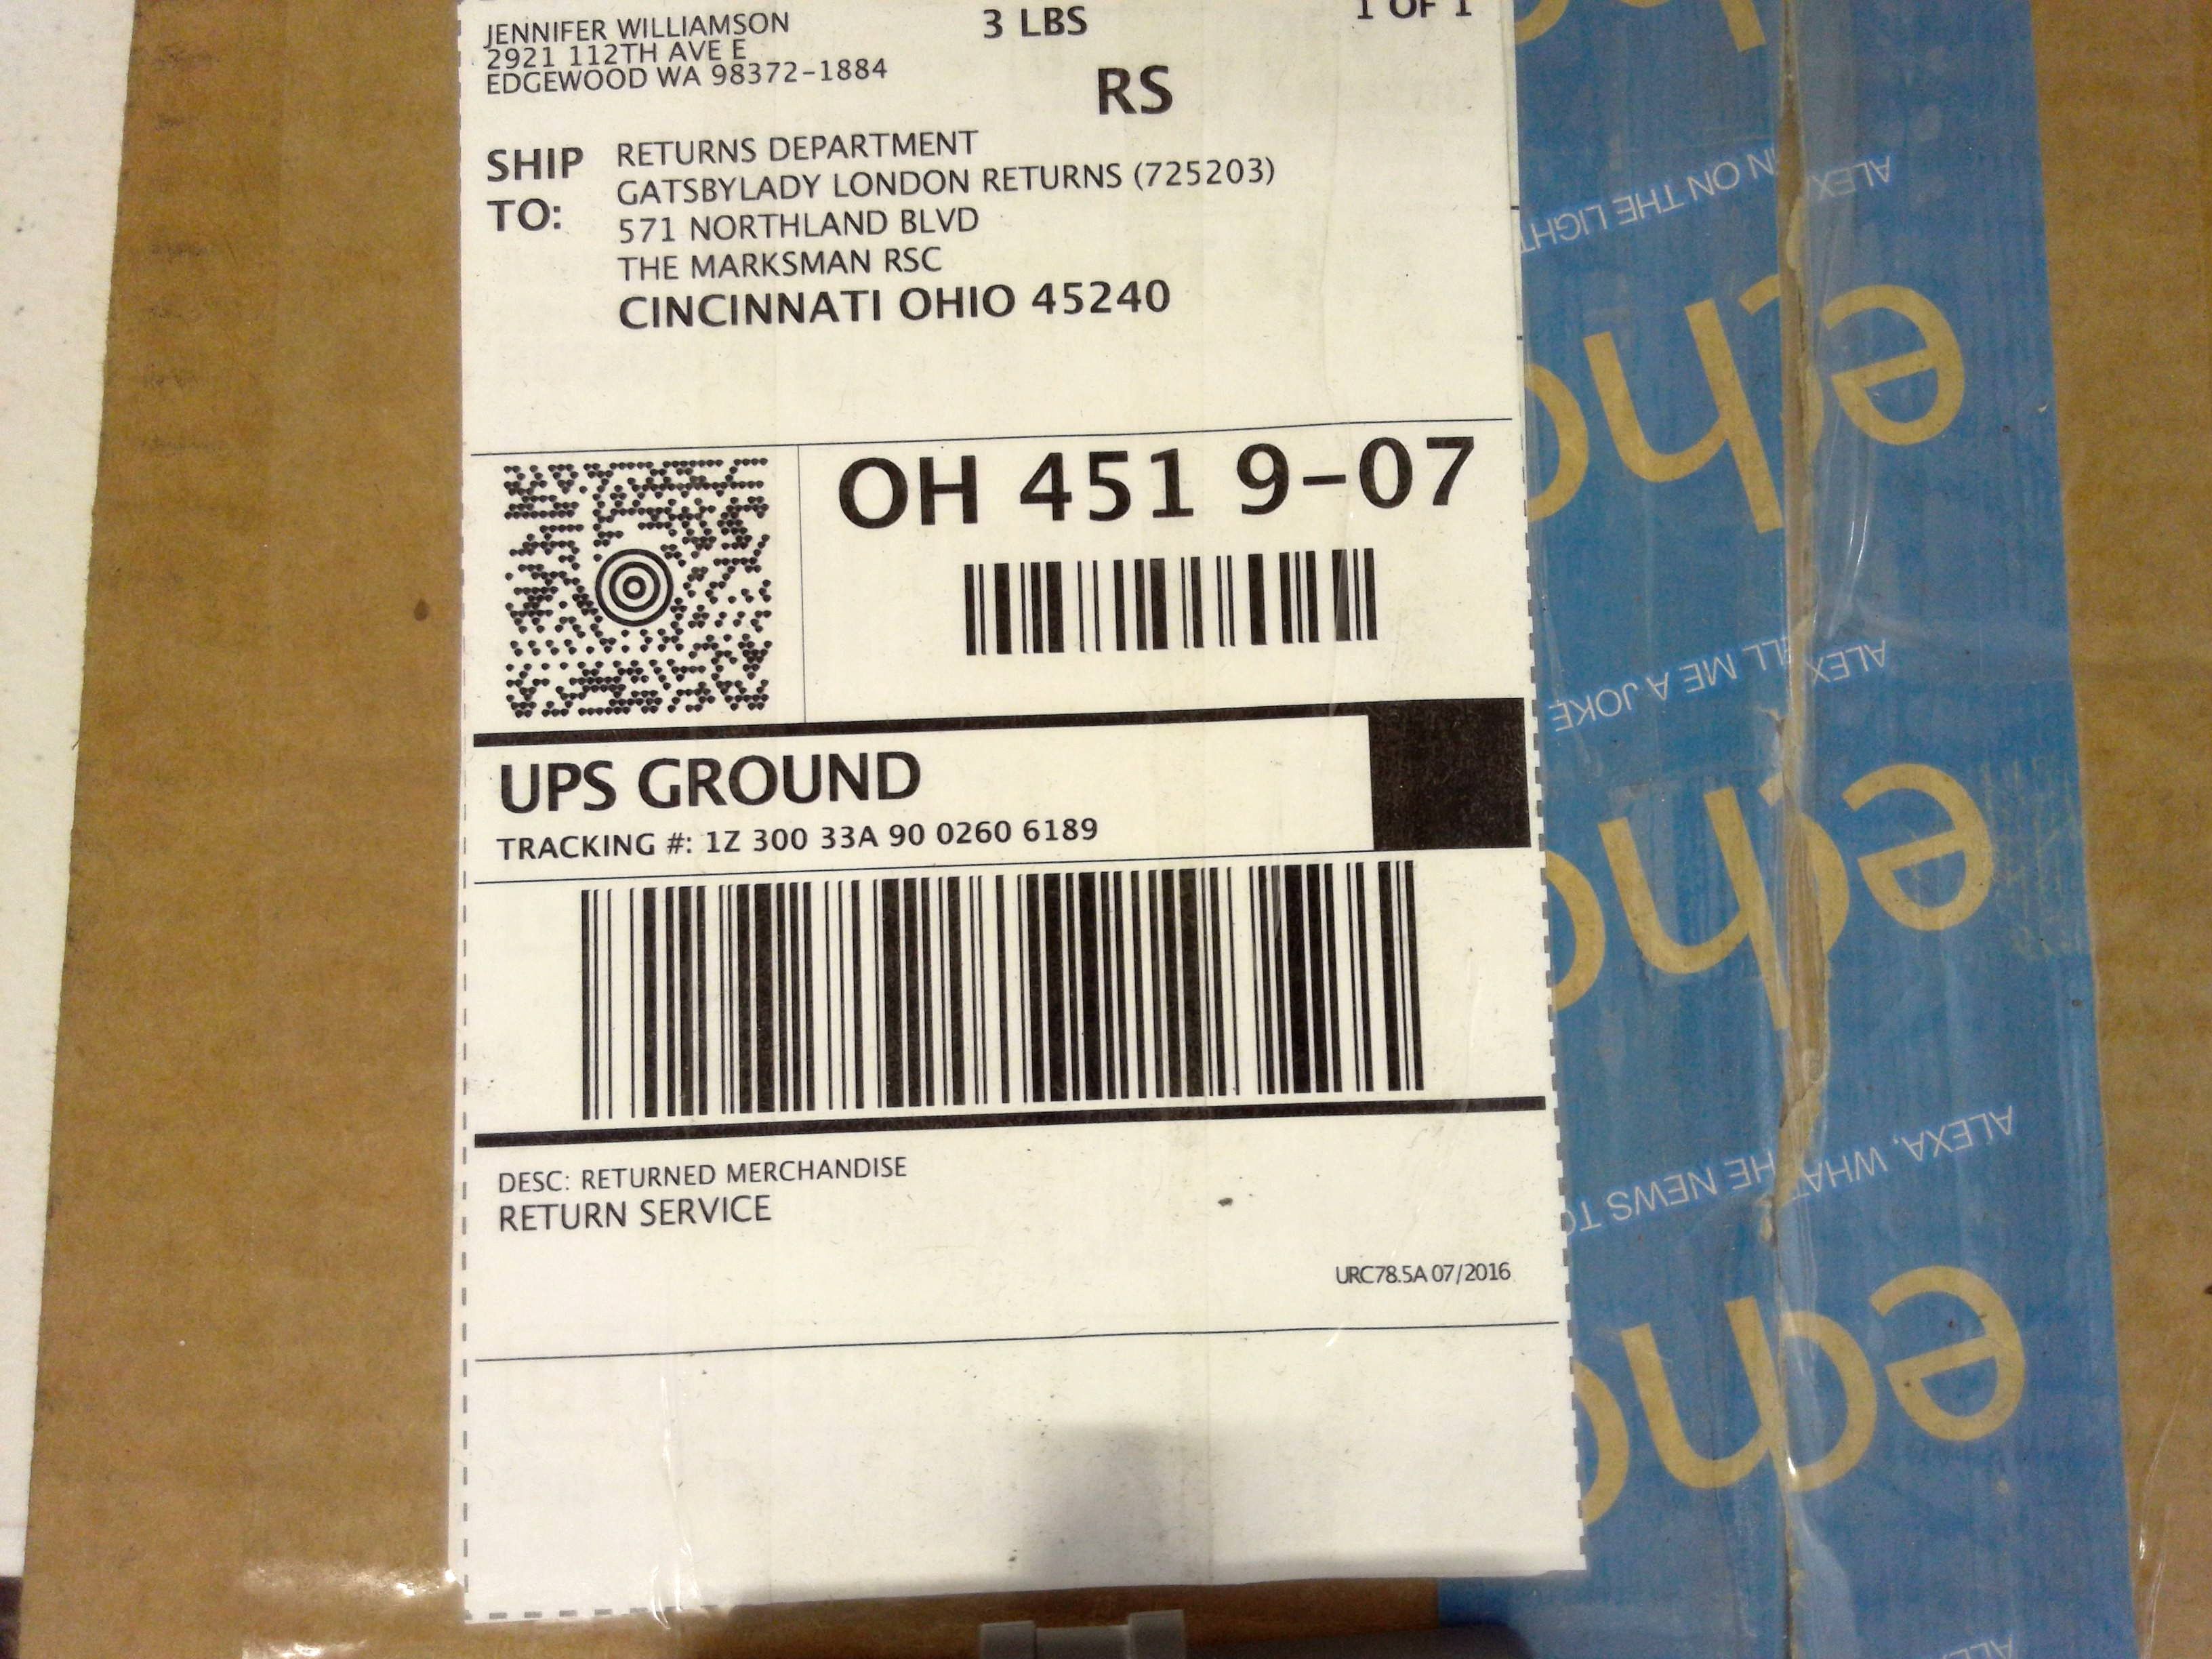 JENNIFER WILLIAMSON
2921 112TH AVE E
EDGEWOOD WA 98372-1884
3 LBS
1 OF 1
RS
SHIP TO:
RETURNS DEPARTMENT
GATSBYLADY LONDON RETURNS (725203)
571 NORTHLAND BLVD
THE MARKSMAN RSC
CINCINNATI OHIO 45240
OH 451 9-07
UPS GROUND
TRACKING #: 1Z 300 33A 90 0260 6189
DESC: RETURNED MERCHANDISE
RETURN SERVICE
URC78.5A 07/2016
ON THE LIGHT
echo
ME A JOKE
echo
ALEXA, NEWS
echo